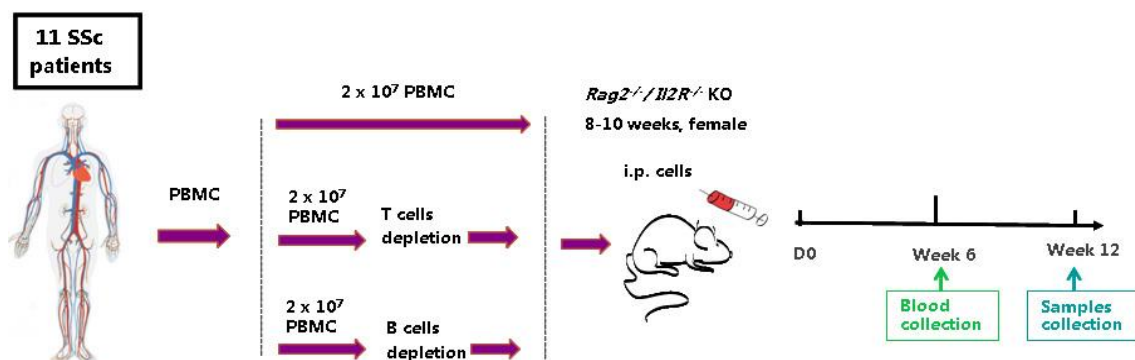 11 SSc
patients
PBMC
2 x 10⁷ PBMC
2 x 10⁷
PBMC
T cells
depletion
2 x 10⁷
PBMC
B cells
depletion
Rag2⁻/⁻/Il2R⁻/⁻ KO
8-10 weeks, female
i.p. cells
D0
Week 6
Week 12
Blood
collection
Samples
collection